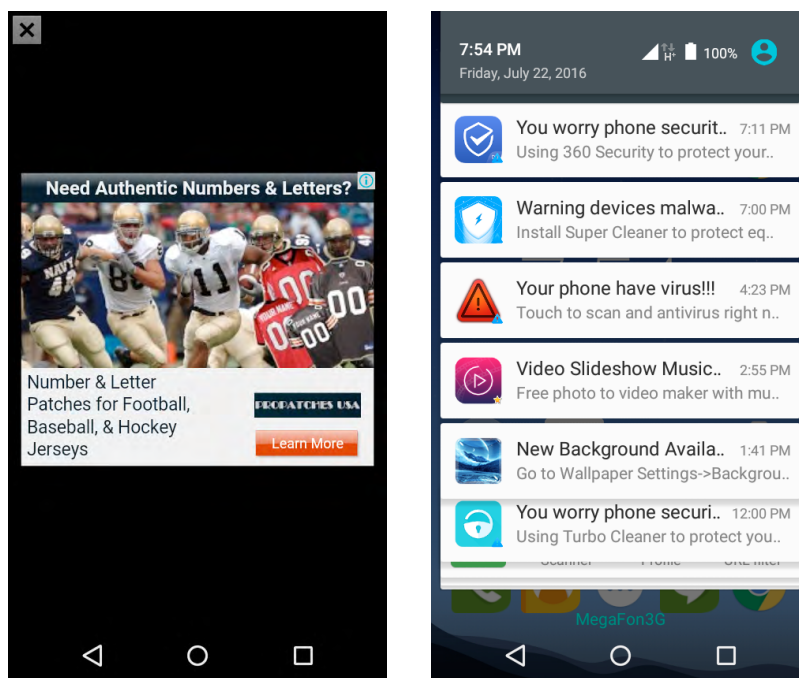 Need Authentic Numbers & Letters?
NAVY
Number & Letter
Patches for Football,
Baseball, & Hockey
Jerseys
PROPATCHES USA
Learn More
7:54 PM
Friday, July 22, 2016
H+
100%
You worry phone securit.. 7:11 PM
Using 360 Security to protect your..
Warning devices malwa.. 7:00 PM
Install Super Cleaner to protect eq..
Your phone have virus!!! 4:23 PM
Touch to scan and antivirus right n..
Video Slideshow Music.. 2:55 PM
Free photo to video maker with mu..
New Background Availa.. 1:41 PM
Go to Wallpaper Settings->Backgrou..
You worry phone securi.. 12:00 PM
Using Turbo Cleaner to protect you..
MegaFon3G